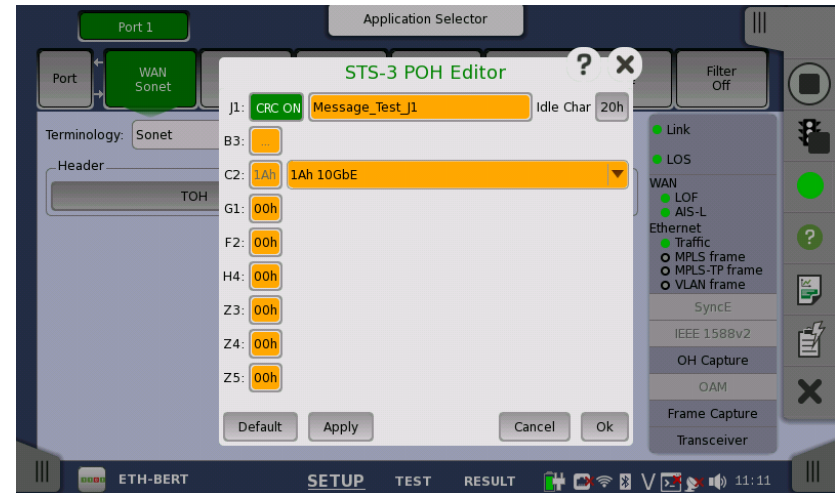 Port 1
Application Selector
Port
WAN
Sonet
Filter
Off
STS-3 POH Editor
? X
J1: CRC ON Message_Test_J1 Idle Char 20h
B3: ...
C2: 1Ah 1Ah 10GbE
G1: 00h
F2: 00h
H4: 00h
Z3: 00h
Z4: 00h
Z5: 00h
Default Apply Cancel Ok
Terminology: Sonet
Header
TOH
Link
LOS
WAN
LOF
AIS-L
Ethernet
Traffic
MPLS frame
MPLS-TP frame
VLAN frame
SyncE
IEEE 1588v2
OH Capture
OAM
Frame Capture
Transceiver
?
ETH-BERT SETUP TEST RESULT 11:11